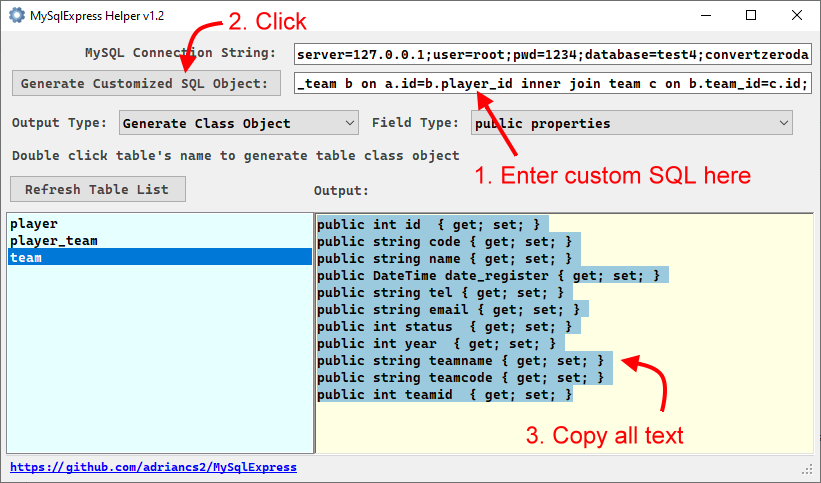 MySqlExpress Helper v1.2
2. Click
MySQL Connection String:
server=127.0.0.1;user=root;pwd=1234;database=test4;convertzeroda
Generate Customized SQL Object:
_team b on a.id=b.player_id inner join team c on b.team_id=c.id;
Output Type:
Generate Class Object
Field Type:
public properties
Double click table's name to generate table class object
1. Enter custom SQL here
Refresh Table List
Output:
player
player_team
team
public int id  { get; set; }
public string code { get; set; }
public string name { get; set; }
public DateTime date_register { get; set; }
public string tel { get; set; }
public string email { get; set; }
public int status  { get; set; }
public int year  { get; set; }
public string teamname { get; set; }
public string teamcode { get; set; }
public int teamid  { get; set; }
3. Copy all text
https://github.com/adriancs2/MySqlExpress